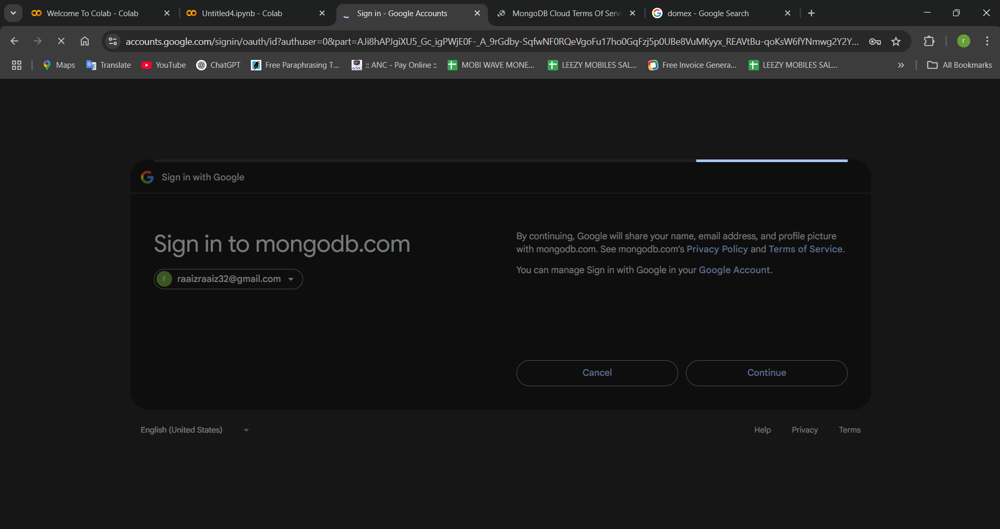 Welcome To Colab - Colab
Untitled4.ipynb - Colab
Sign in - Google Accounts
MongoDB Cloud Terms Of Serv
domex - Google Search
accounts.google.com/signin/oauth/id?authuser=0&part=AJi8hAPJgiXU5_Gc_igPWjE0F-_A_9rGdby-SqfwNF0RQeVgoFu17ho0GqFzj5p0UBe8VuMKyyx_REAVtBu-qoKsW6fYNmwg2Y2Y...
r
Maps
Translate
YouTube
ChatGPT
Free Paraphrasing T...
ANC
:: ANC - Pay Online ::
MOBI WAVE MONE...
LEEZY MOBILES SAL...
Free Invoice Genera...
LEEZY MOBILES SAL...
All Bookmarks
Sign in with Google
Sign in to mongodb.com
r raaizraaiz32@gmail.com
By continuing, Google will share your name, email address, and profile picture
with mongodb.com. See mongodb.com's Privacy Policy and Terms of Service.
You can manage Sign in with Google in your Google Account.
Cancel
Continue
English (United States)
Help
Privacy
Terms